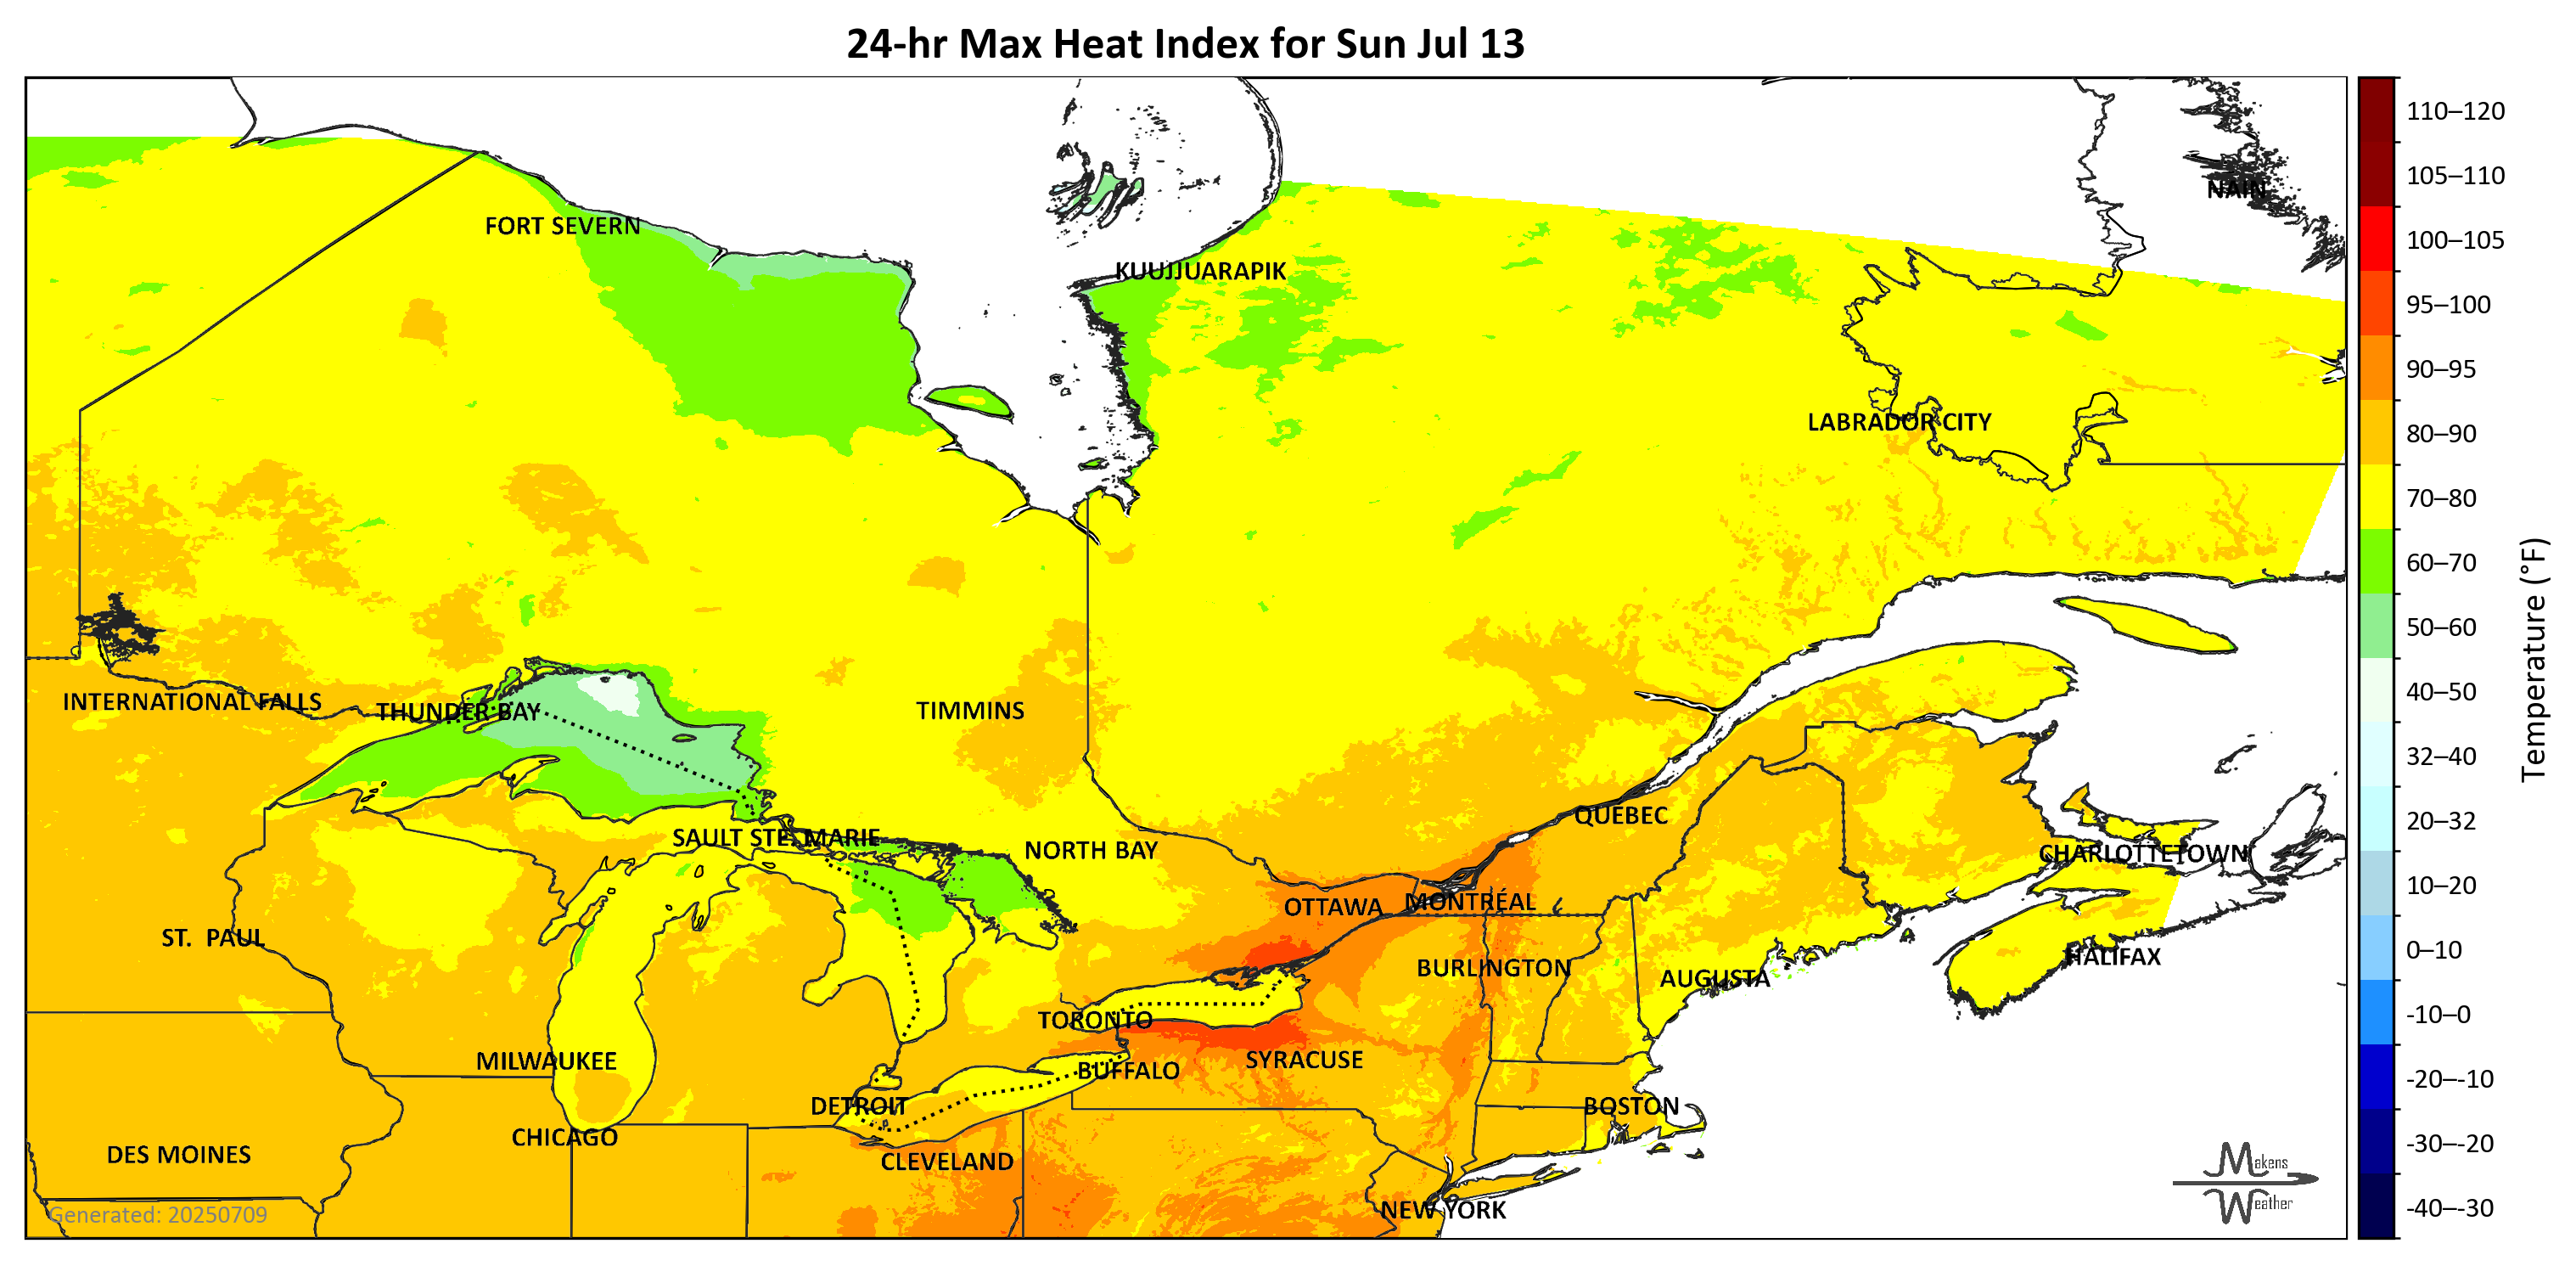 24-hr Max Heat Index for Sun Jul 13
110–120
105–110
NAIN
FORT SEVERN
100–105
KUUJJUARAPIK
95–100
90–95
LABRADOR CITY
80–90
70–80
60–70
50–60
Temperature (°F)
INTERNATIONAL FALLS
THUNDER BAY
TIMMINS
40–50
32–40
QUÉBEC
20–32
SAULT STE. MARIE
NORTH BAY
CHARLOTTETOWN
10–20
OTTAWA
MONTRÉAL
ST. PAUL
0–10
HALIFAX
BURLINGTON
AUGUSTA
-10–0
TORONTO
MILWAUKEE
SYRACUSE
BUFFALO
-20–-10
DETROIT
BOSTON
CHICAGO
-30–-20
DES MOINES
CLEVELAND
Makens
Weather
NEW YORK
-40–-30
Generated: 20250709